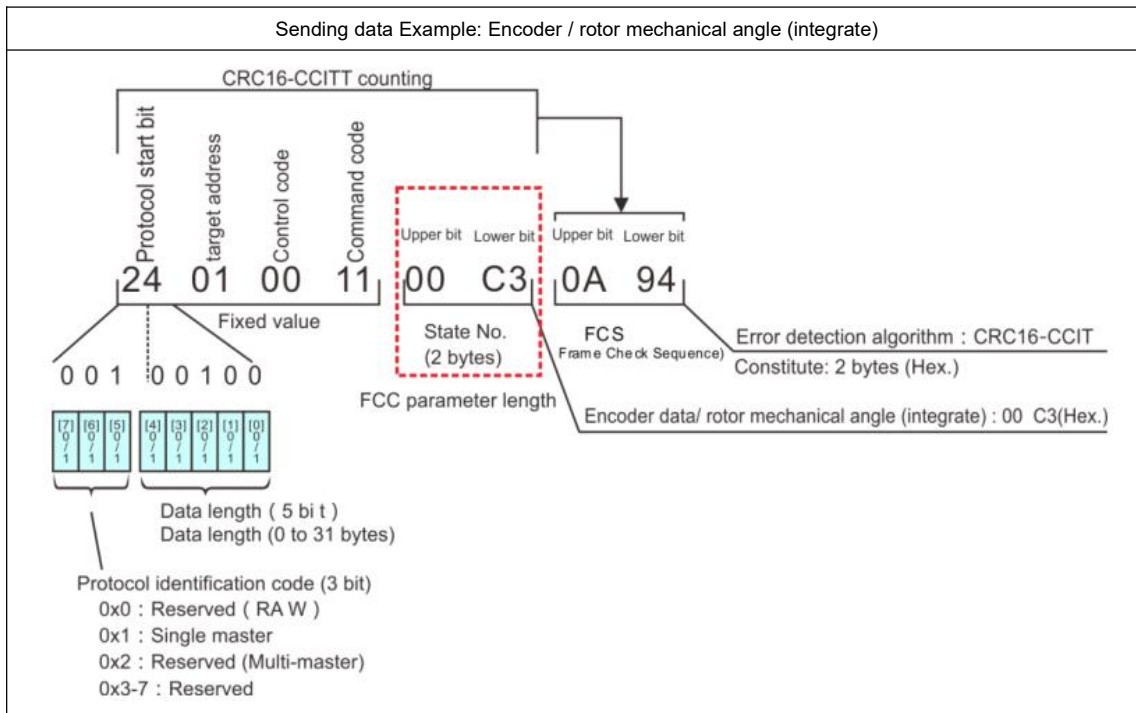 Sending data Example: Encoder / rotor mechanical angle (integrate)
CRC16-CCITT counting
Protocol start bit
target address
Control code
Command code
Upper bit Lower bit Upper bit Lower bit
24 01 00 11 00 C3 0A 94
Fixed value
State No.
(2 bytes)
FCS
Frame Check Sequence)
Error detection algorithm : CRC16-CCIT
Constitute: 2 bytes (Hex.)
0 0 1 0 0 1 0 0
FCC parameter length
Encoder data/ rotor mechanical angle (integrate) : 00 C3(Hex.)
[7] [6] [5] [4] [3] [2] [1] [0]
0/1 0/1 0/1 0/1 0/1 0/1 0/1 0/1
Data length ( 5 bi t )
Data length (0 to 31 bytes)
Protocol identification code (3 bit)
0x0 : Reserved ( RA W )
0x1 : Single master
0x2 : Reserved (Multi-master)
0x3-7 : Reserved